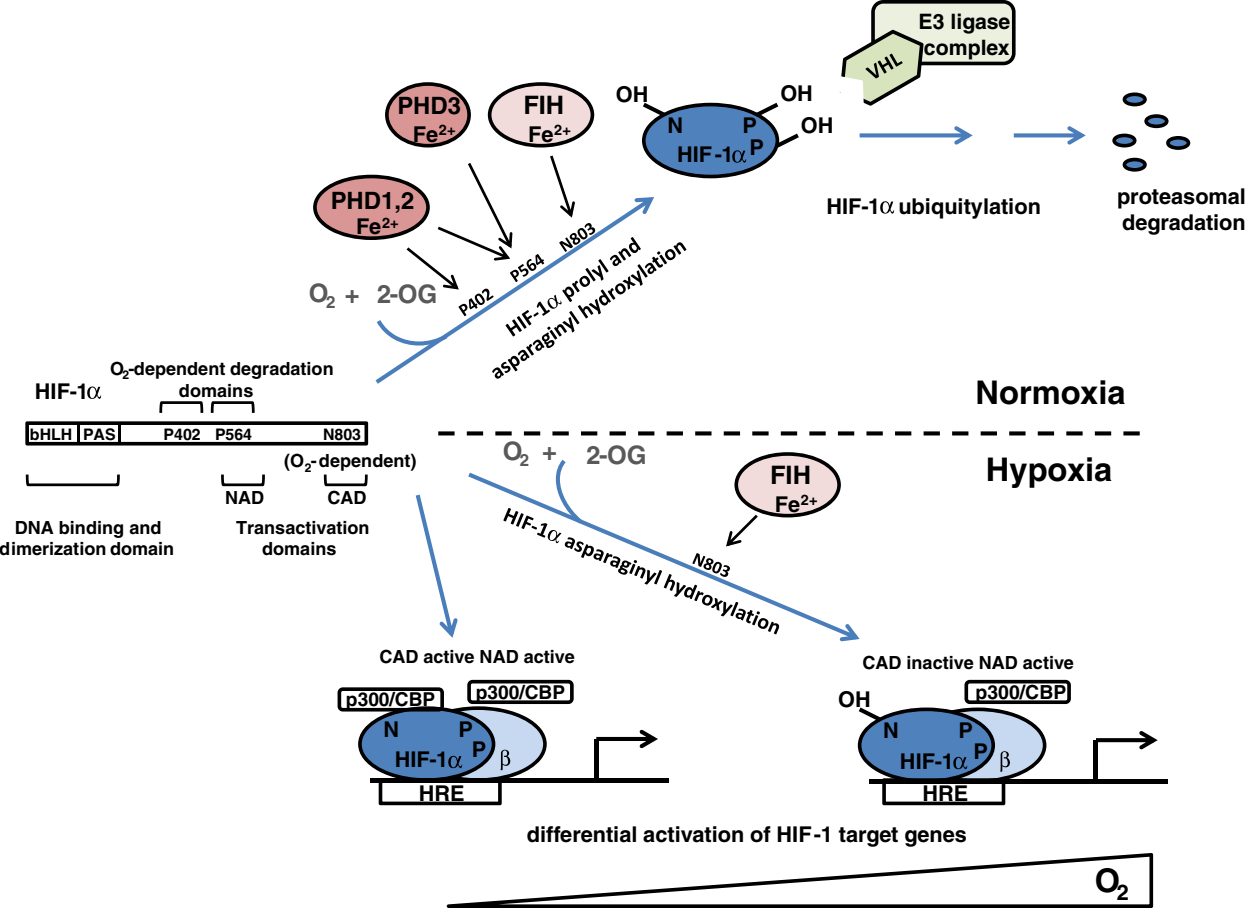 E3 ligase
complex
VHL
PHD3
Fe2+
FIH
Fe2+
OH
OH
OH
N
P
P
HIF-1α
PHD1,2
Fe2+
HIF-1α ubiquitylation
proteasomal
degradation
O2 + 2-OG
P402
P564
N803
HIF-1α prolyl and
asparaginyl hydroxylation
O2-dependent degradation
domains
HIF-1α
bHLH
PAS
P402
P564
N803
(O2-dependent)
NAD
CAD
DNA binding and
dimerization domain
Transactivation
domains
Normoxia
Hypoxia
O2 + 2-OG
FIH
Fe2+
N803
HIF-1α asparaginyl hydroxylation
CAD active NAD active
p300/CBP
p300/CBP
N
P
P
HIF-1α
β
HRE
CAD inactive NAD active
p300/CBP
OH
N
P
P
HIF-1α
β
HRE
differential activation of HIF-1 target genes
O2